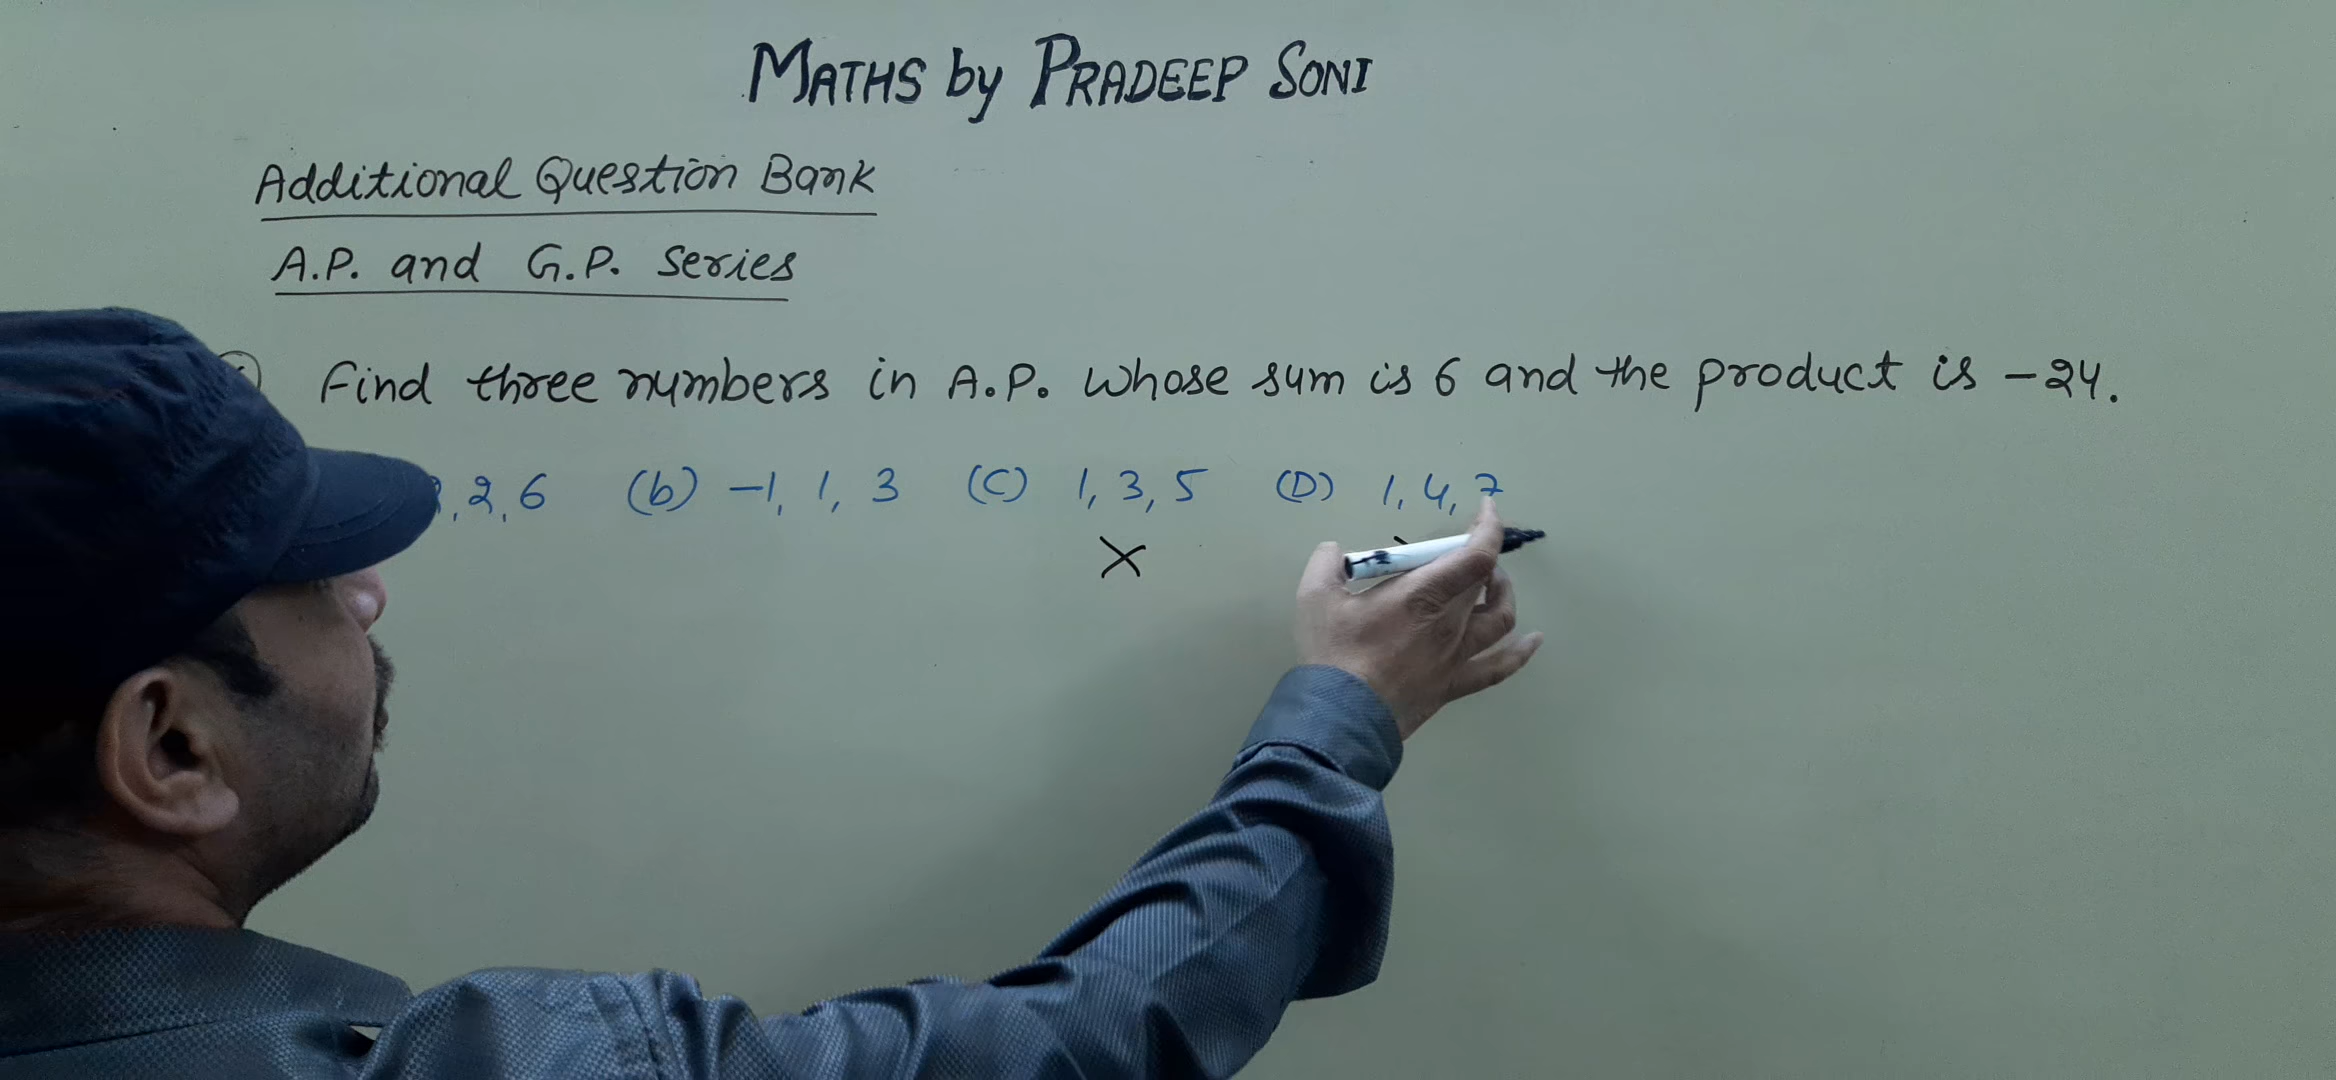 MATHS by PRADEEP SONI
Additional Question Bank
A.P. and G.P. Series
Find three numbers in A.P. whose sum is 6 and the product is -24.
, 2, 6 (b) -1, 1, 3 (C) 1, 3, 5 (D) 1, 4, 7
×